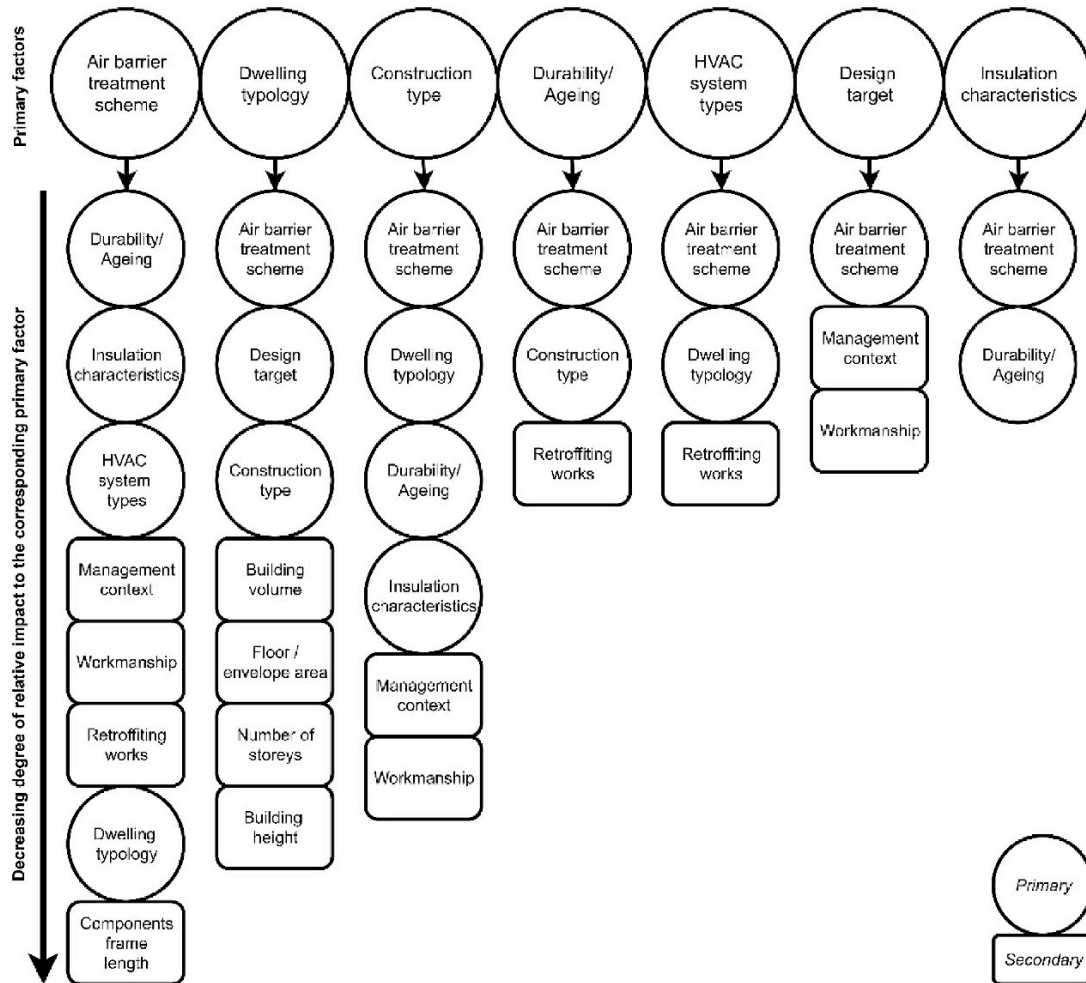 Primary factors
Air barrier
treatment
scheme
Dwelling
typology
Construction
type
Durability/
Ageing
HVAC
system
types
Design
target
Insulation
characteristics
Decreasing degree of relative impact to the corresponding primary factor
Durability/
Ageing
Insulation
characteristics
HVAC
system
types
Management
context
Workmanship
Retroffiting
works
Dwelling
typology
Components
frame
length
Air barrier
treatment
scheme
Design
target
Construction
type
Building
volume
Floor /
envelope area
Number of
storeys
Building
height
Air barrier
treatment
scheme
Dwelling
typology
Durability/
Ageing
Insulation
characteristics
Management
context
Workmanship
Air barrier
treatment
scheme
Construction
type
Retroffiting
works
Air barrier
treatment
scheme
Dwelling
typology
Retroffiting
works
Air barrier
treatment
scheme
Management
context
Workmanship
Air barrier
treatment
scheme
Durability/
Ageing
Primary
Secondary